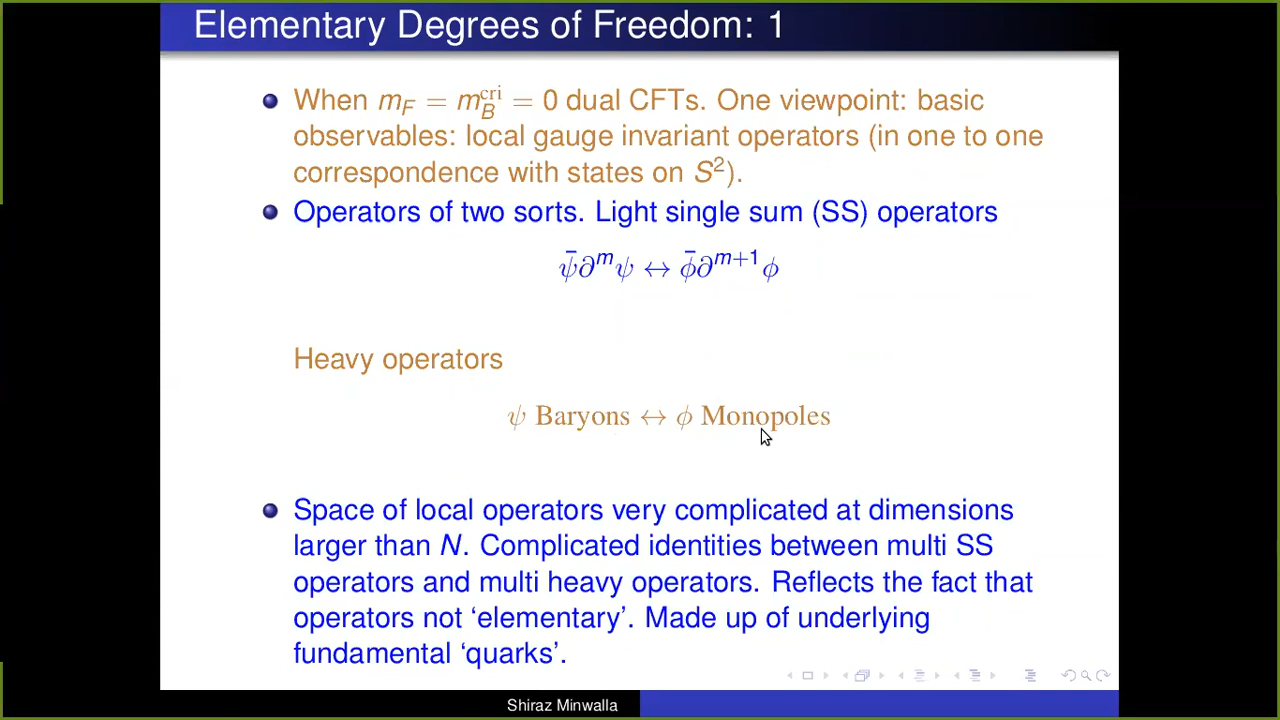 Elementary Degrees of Freedom: 1
When m_F = m_B^cri = 0 dual CFTs. One viewpoint: basic
observables: local gauge invariant operators (in one to one
correspondence with states on S²).
Operators of two sorts. Light single sum (SS) operators
ψ̄∂^mψ ↔ φ̄∂^{m+1}φ
Heavy operators
ψ Baryons ↔ φ Monopoles
Space of local operators very complicated at dimensions
larger than N. Complicated identities between multi SS
operators and multi heavy operators. Reflects the fact that
operators not ‘elementary’. Made up of underlying
fundamental ‘quarks’.
Shiraz Minwalla